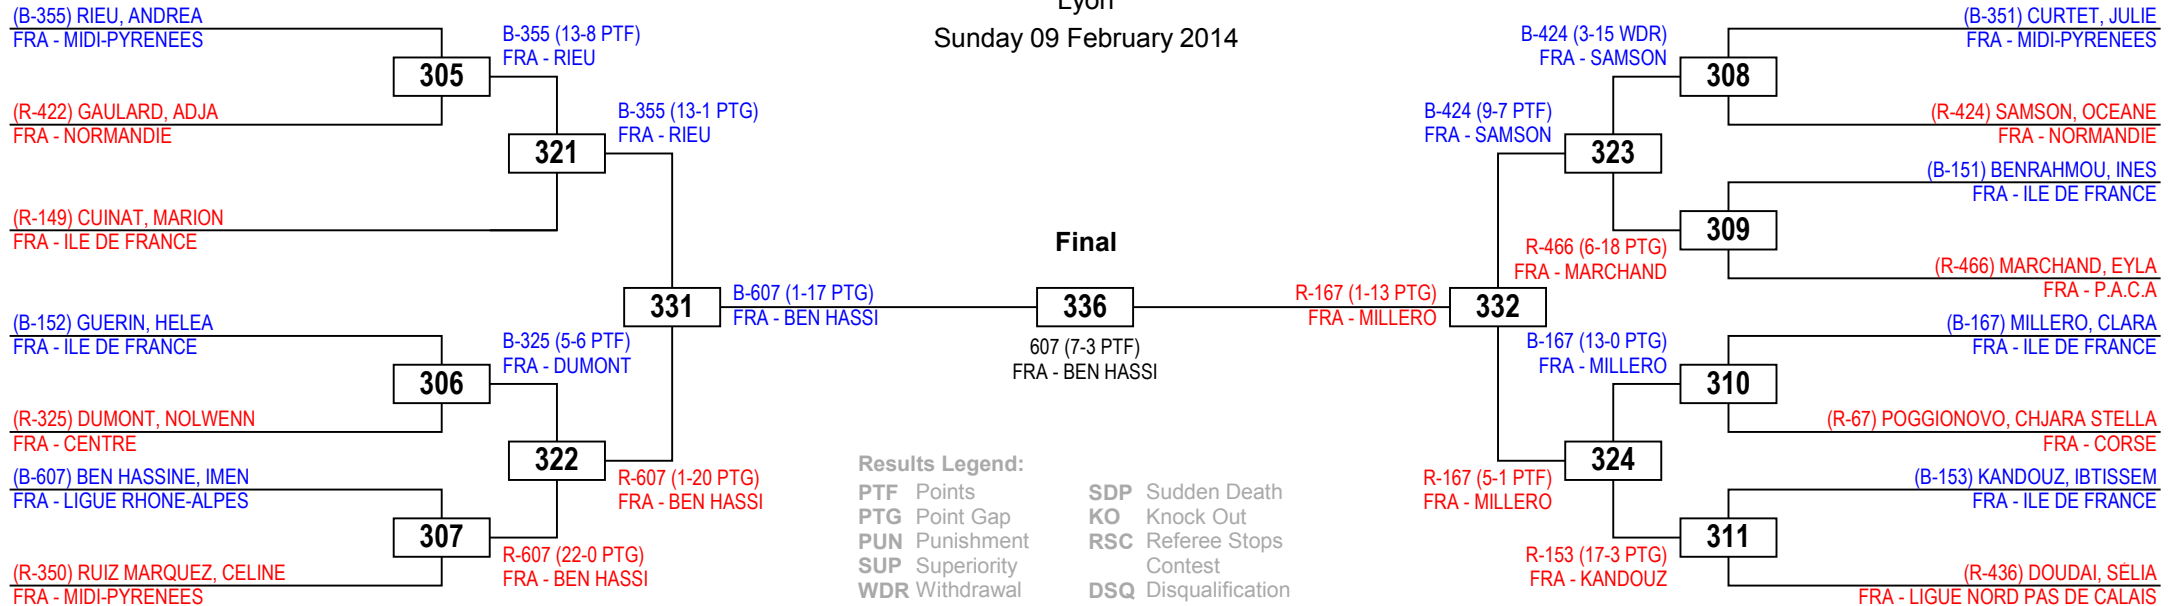 Lyon
Sunday 09 February 2014
(B-355) RIEU, ANDREA
FRA - MIDI-PYRENEES
(R-422) GAULARD, ADJA
FRA - NORMANDIE
(R-149) CUINAT, MARION
FRA - ILE DE FRANCE
(B-152) GUERIN, HELEA
FRA - ILE DE FRANCE
(R-325) DUMONT, NOLWENN
FRA - CENTRE
(B-607) BEN HASSINE, IMEN
FRA - LIGUE RHONE-ALPES
(R-350) RUIZ MARQUEZ, CELINE
FRA - MIDI-PYRENEES
305
306
307
B-355 (13-8 PTF)
FRA - RIEU
B-325 (5-6 PTF)
FRA - DUMONT
R-607 (22-0 PTG)
FRA - BEN HASSI
321
322
B-355 (13-1 PTG)
FRA - RIEU
R-607 (1-20 PTG)
FRA - BEN HASSI
331
B-607 (1-17 PTG)
FRA - BEN HASSI
Final
336
607 (7-3 PTF)
FRA - BEN HASSI
R-167 (1-13 PTG)
FRA - MILLERO
332
B-424 (9-7 PTF)
FRA - SAMSON
R-167 (5-1 PTF)
FRA - MILLERO
323
324
B-424 (3-15 WDR)
FRA - SAMSON
R-466 (6-18 PTG)
FRA - MARCHAND
B-167 (13-0 PTG)
FRA - MILLERO
R-153 (17-3 PTG)
FRA - KANDOUZ
308
309
310
311
(B-351) CURTET, JULIE
FRA - MIDI-PYRENEES
(R-424) SAMSON, OCEANE
FRA - NORMANDIE
(B-151) BENRAHMOU, INES
FRA - ILE DE FRANCE
(R-466) MARCHAND, EYLA
FRA - P.A.C.A
(B-167) MILLERO, CLARA
FRA - ILE DE FRANCE
(R-67) POGGIONOVO, CHJARA STELLA
FRA - CORSE
(B-153) KANDOUZ, IBTISSEM
FRA - ILE DE FRANCE
(R-436) DOUDAI, SÉLIA
FRA - LIGUE NORD PAS DE CALAIS
Results Legend:
PTF Points
PTG Point Gap
PUN Punishment
SUP Superiority
WDR Withdrawal
SDP Sudden Death
KO Knock Out
RSC Referee Stops
Contest
DSQ Disqualification